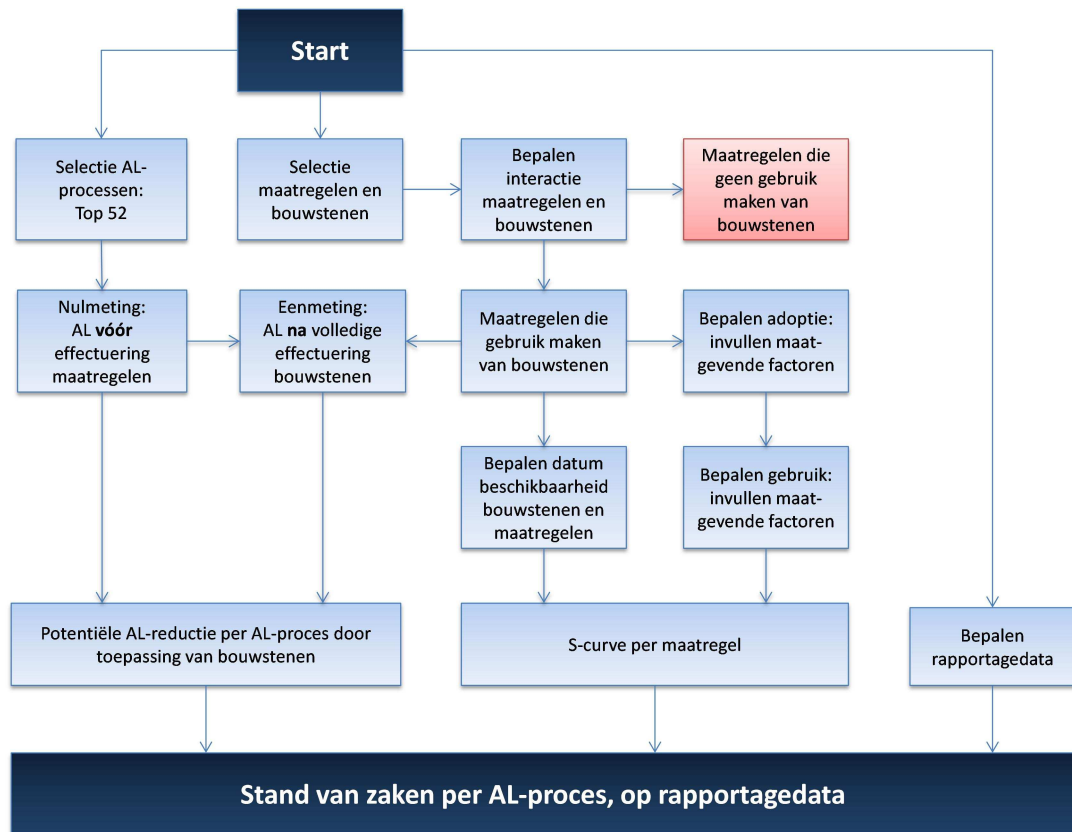 Start
Selectie AL-
processen:
Top 52
Selectie
maatregelen en
bouwstenen
Bepalen
interactie
maatregelen en
bouwstenen
Maatregelen die
geen gebruik
maken van
bouwstenen
Nulmeting:
AL vóór
effectuering
maatregelen
Eenmeting:
AL na volledige
effectuering
bouwstenen
Maatregelen die
gebruik maken
van bouwstenen
Bepalen adoptie:
invullen maat-
gevende factoren
Bepalen datum
beschikbaarheid
bouwstenen en
maatregelen
Bepalen gebruik:
invullen maat-
gevende factoren
Potentiële AL-reductie per AL-proces door
toepassing van bouwstenen
S-curve per maatregel
Bepalen
rapportagedata
Stand van zaken per AL-proces, op rapportagedata